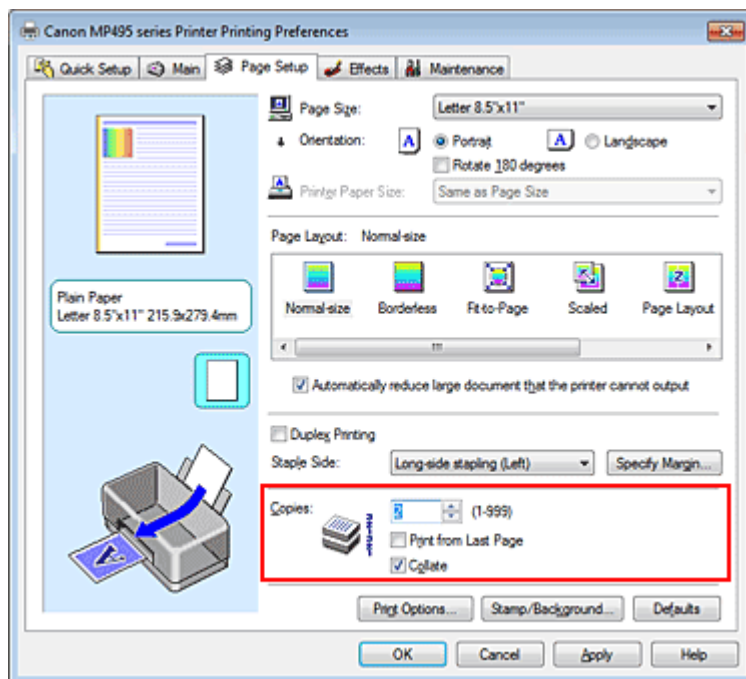 Canon MP495 series Printer Printing Preferences
Quick Setup Main Page Setup Effects Maintenance
Page Size: Letter 8.5"x11"
Orientation: A Portrait A Landscape
Rotate 180 degrees
Printer Paper Size: Same as Page Size
Page Layout: Normal-size
Normal-size Borderless Fit-to-Page Scaled Page Layout
Plain Paper
Letter 8.5"x11" 215.9x279.4mm
Automatically reduce large document that the printer cannot output
Duplex Printing
Staple Side: Long-side stapling (Left) Specify Margin...
Copies: 2 (1-999)
Print from Last Page
Collate
Print Options... Stamp/Background... Defaults
OK Cancel Apply Help